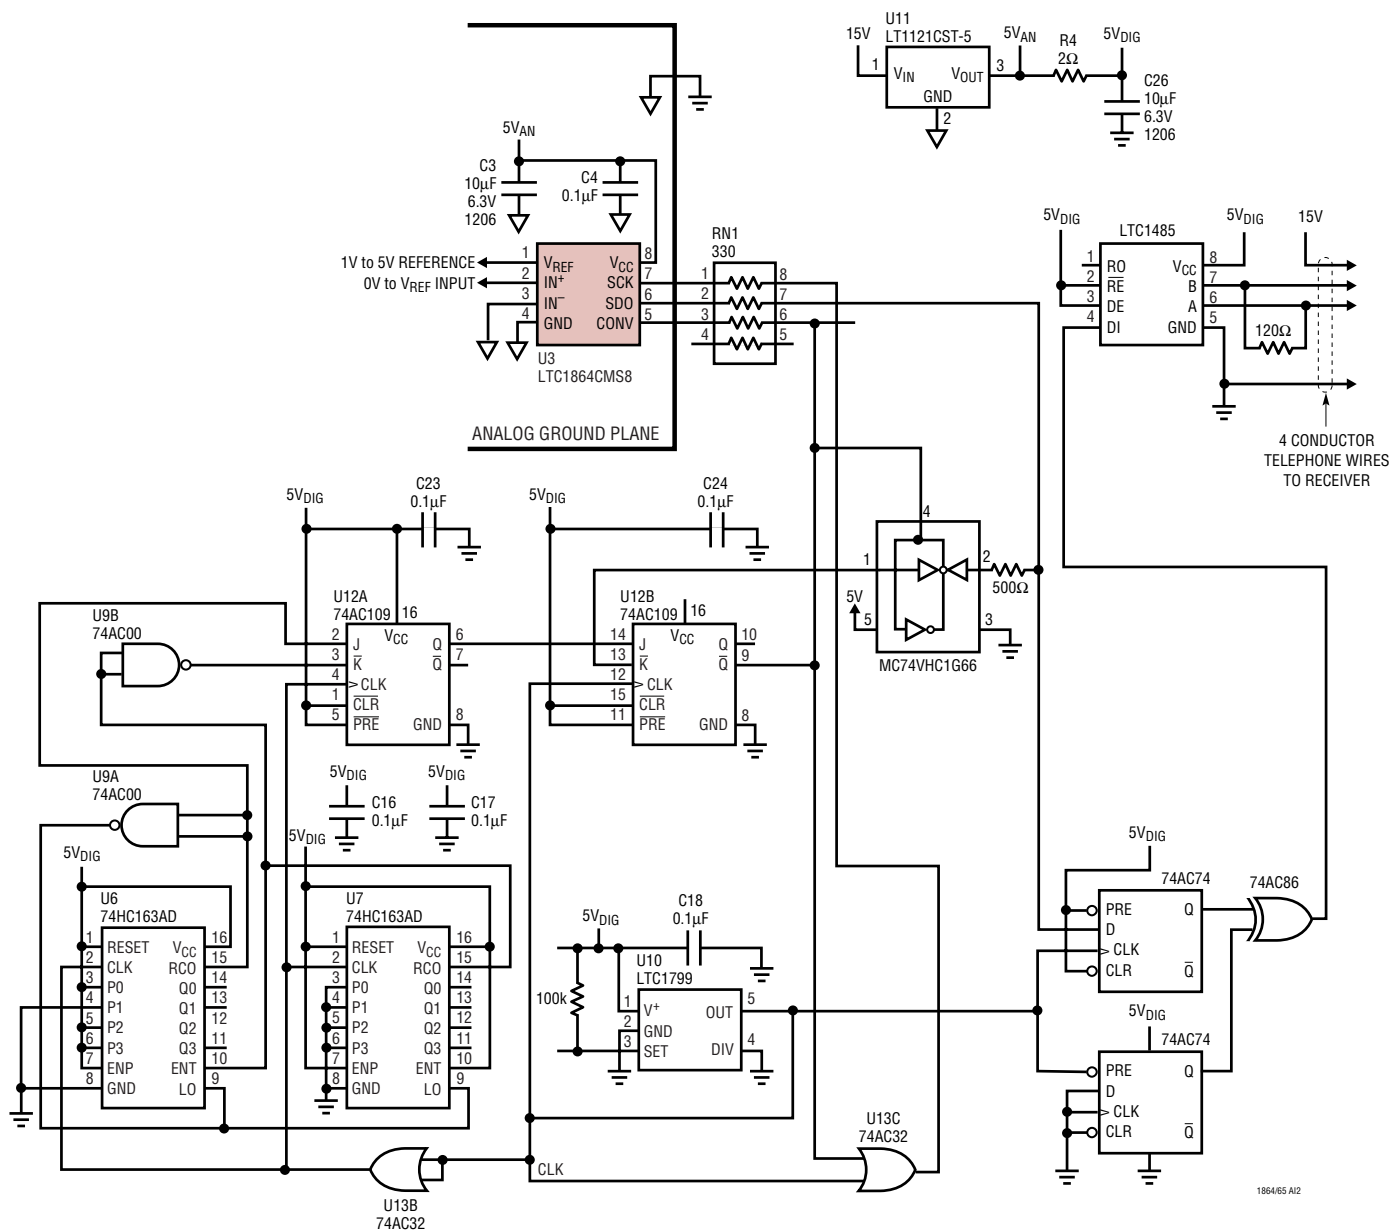 U11
LT1121CST-5
15V
1
VIN
VOUT
3
GND
2
5VAN
R4
2Ω
5VDIG
C26
10µF
6.3V
1206
5VAN
C3
10µF
6.3V
1206
C4
0.1µF
1V to 5V REFERENCE
0V to VREF INPUT
1
2
3
4
VREF
IN+
IN–
GND
VCC
SCK
SDO
CONV
8
7
6
5
U3
LTC1864CMS8
RN1
330
1
2
3
4
8
7
6
5
ANALOG GROUND PLANE
5VDIG
LTC1485
5VDIG
15V
1
2
3
4
RO
RE
DE
DI
VCC
B
A
GND
8
7
6
5
120Ω
4 CONDUCTOR
TELEPHONE WIRES
TO RECEIVER
5VDIG
C23
0.1µF
5VDIG
C24
0.1µF
U12A
74AC109
16
VCC
2
3
4
1
5
J
K
CLK
CLR
PRE
Q
Q
GND
6
7
8
U12B
74AC109
16
VCC
14
13
12
15
11
J
K
CLK
CLR
PRE
Q
Q
GND
10
9
8
4
1
2
500Ω
5V
5
3
MC74VHC1G66
U9B
74AC00
U9A
74AC00
5VDIG
C16
0.1µF
5VDIG
C17
0.1µF
5VDIG
U6
74HC163AD
1
2
3
4
5
6
7
8
RESET
CLK
P0
P1
P2
P3
ENP
GND
VCC
RCO
Q0
Q1
Q2
Q3
ENT
LO
16
15
14
13
12
11
10
9
5VDIG
U7
74HC163AD
1
2
3
4
5
6
7
8
RESET
CLK
P0
P1
P2
P3
ENP
GND
VCC
RCO
Q0
Q1
Q2
Q3
ENT
LO
16
15
14
13
12
11
10
9
5VDIG
C18
0.1µF
100k
U10
LTC1799
1
2
3
V+
GND
SET
OUT
DIV
5
4
5VDIG
74AC74
PRE
D
CLK
CLR
Q
Q
74AC86
5VDIG
74AC74
PRE
D
CLK
CLR
Q
Q
U13C
74AC32
CLK
U13B
74AC32
1864/65 AI2